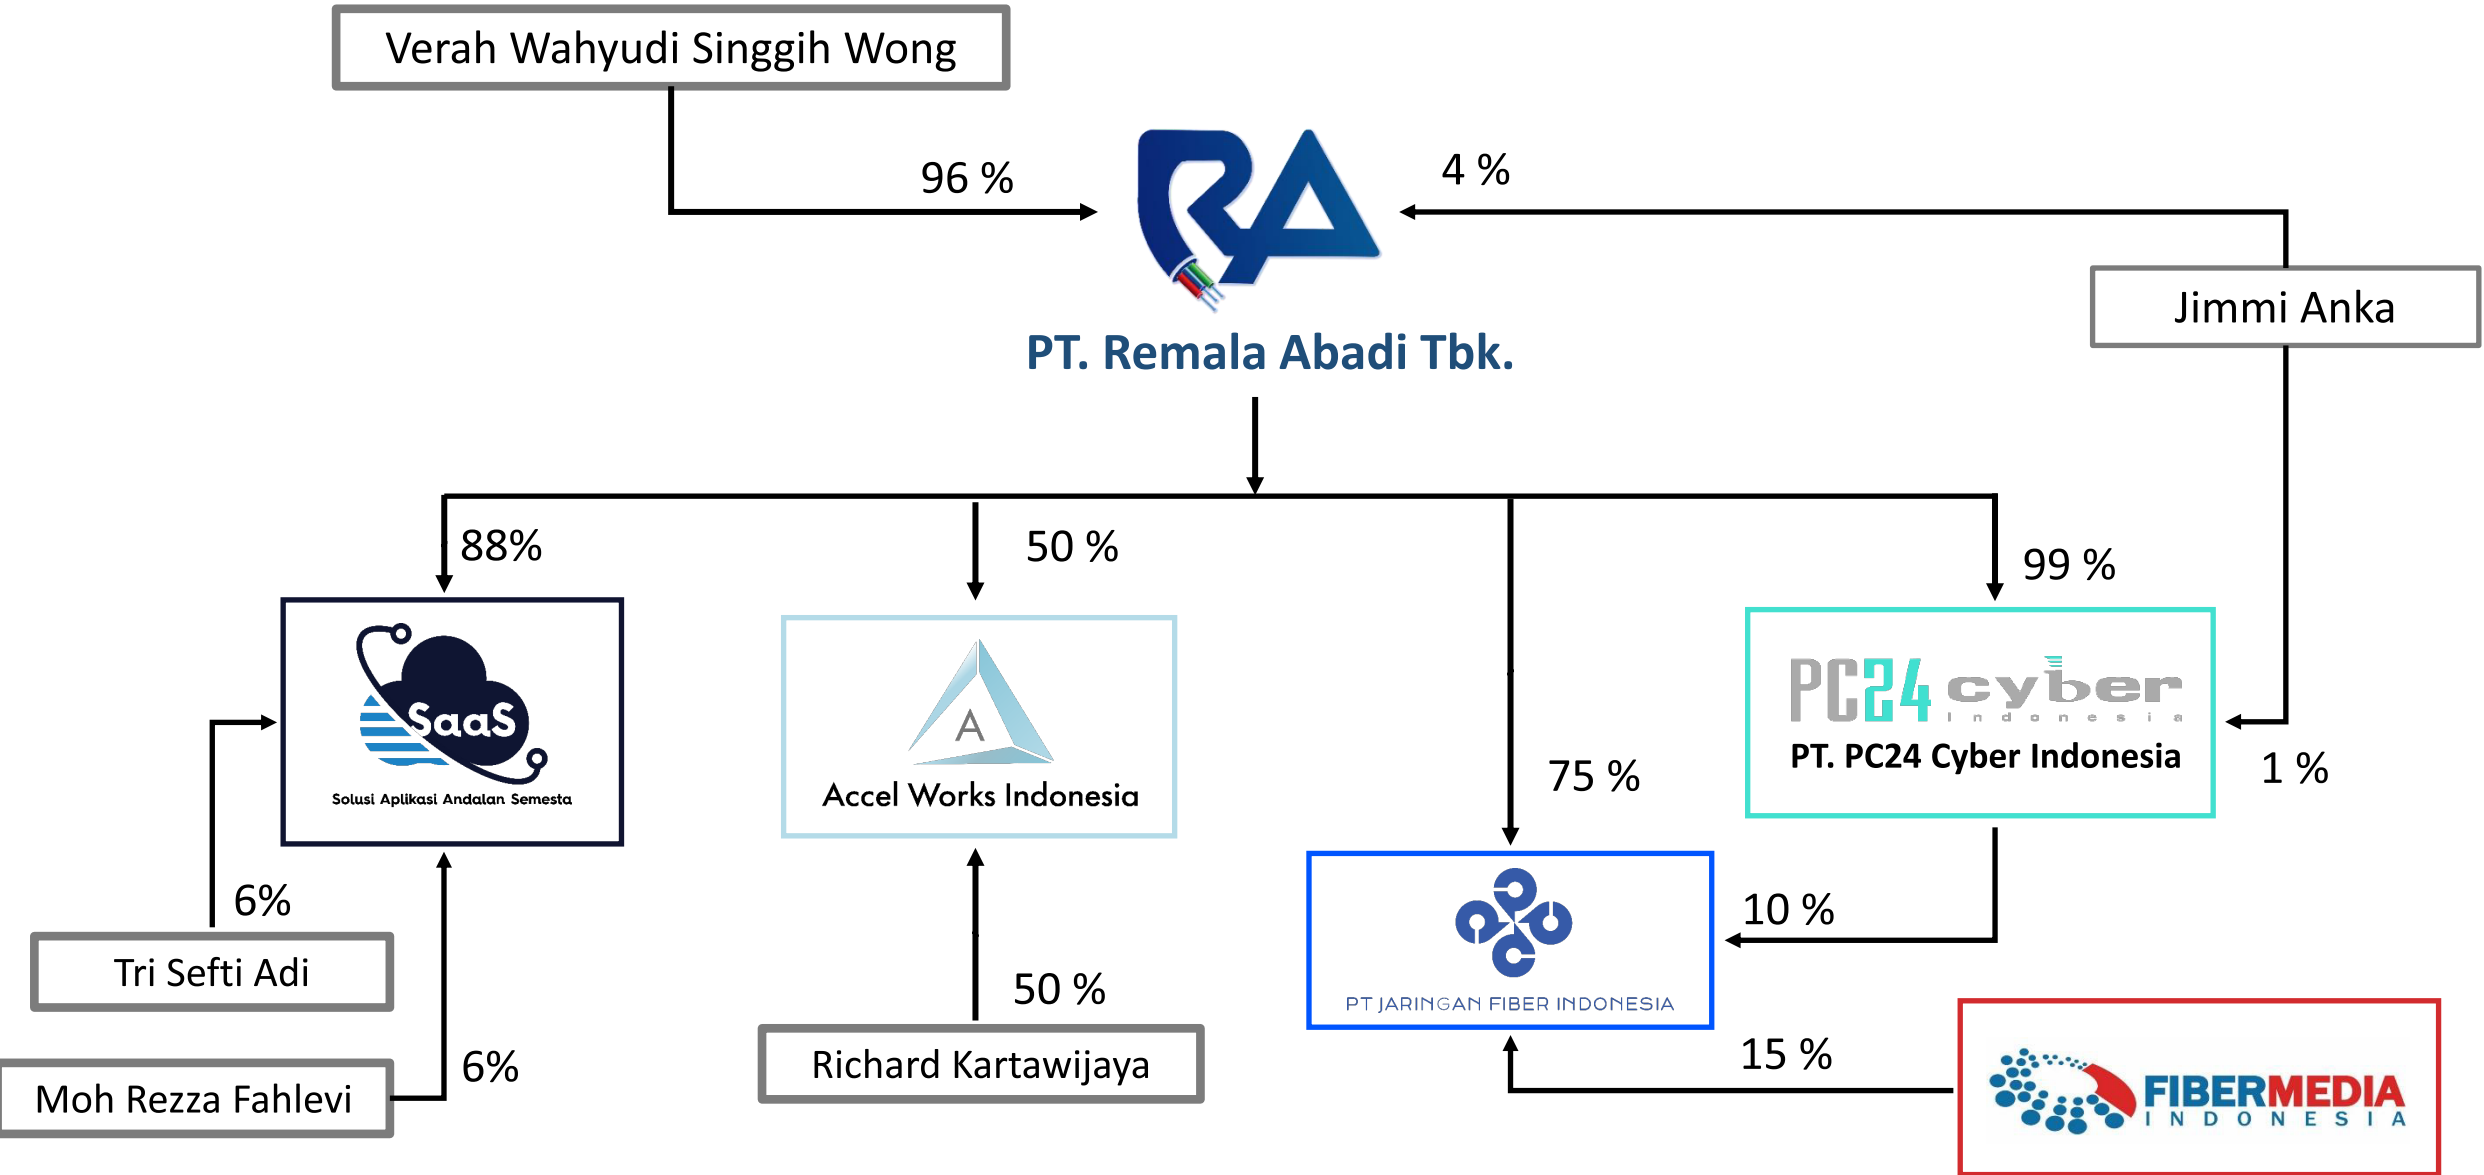 Verah Wahyudi Singgih Wong
96 %
4 %
RA
Jimmi Anka
PT. Remala Abadi Tbk.
88%
50 %
99 %
SaaS
Solusi Aplikasi Andalan Semesta
A
Accel Works Indonesia
75 %
PC24 cyber
Indonesia
PT. PC24 Cyber Indonesia
1 %
6%
10 %
Tri Sefti Adi
50 %
PT JARINGAN FIBER INDONESIA
Moh Rezza Fahlevi
6%
Richard Kartawijaya
15 %
FIBERMEDIA
INDONESIA